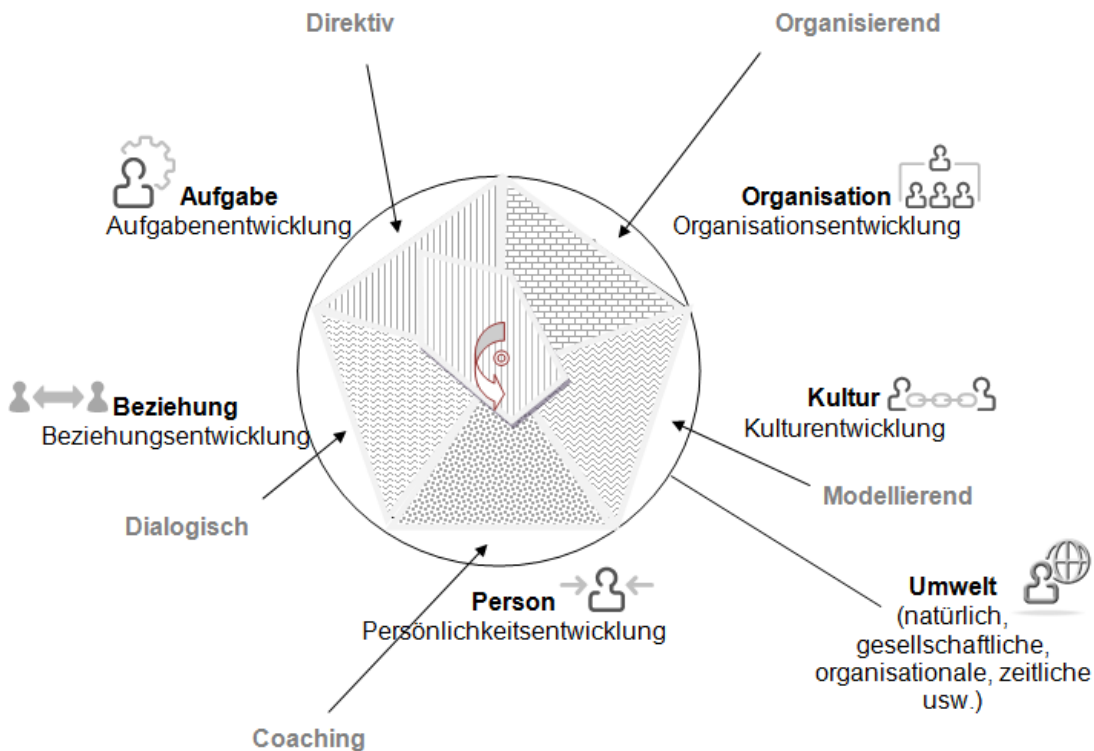 Direktiv
Organisierend
Aufgabe
Aufgabenentwicklung
Organisation
Organisationsentwicklung
Beziehung
Beziehungsentwicklung
Kultur
Kulturentwicklung
Modellierend
Dialogisch
Person
Persönlichkeitsentwicklung
Umwelt
(natürlich,
gesellschaftliche,
organisationale, zeitliche
usw.)
Coaching